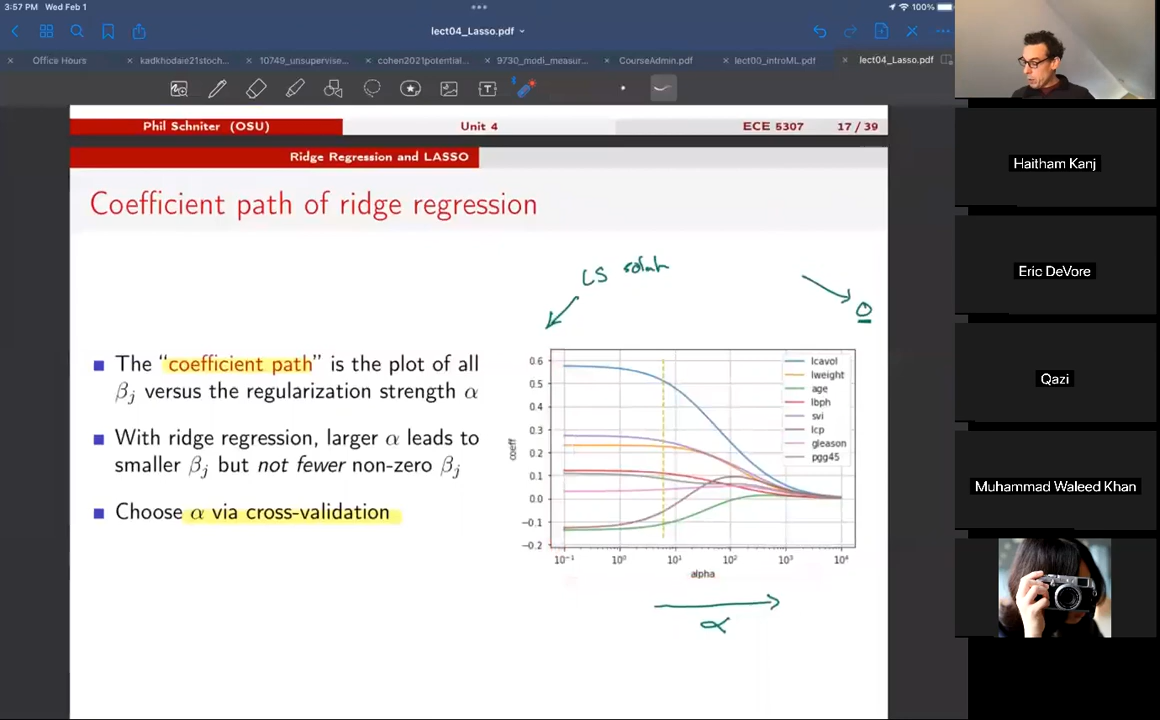 3:57 PM Wed Feb 1
100%
lect04_Lasso.pdf
Office Hours
kadkhodaie21stoch...
10749_unsupervise...
cohen2021potential...
9730_modi_measur...
CourseAdmin.pdf
lect00_introML.pdf
lect04_Lasso.pdf
Phil Schniter (OSU) Unit 4 ECE 5307 17 / 39
Ridge Regression and LASSO
Coefficient path of ridge regression
LS
0
The “coefficient path” is the plot of all
βj versus the regularization strength α
With ridge regression, larger α leads to
smaller βj but not fewer non-zero βj
Choose α via cross-validation
coeff
0.6
0.5
0.4
0.3
0.2
0.1
0.0
−0.1
−0.2
lcavol
lweight
age
lbph
svi
lcp
gleason
pgg45
10⁻¹ 10⁰ 10¹ 10² 10³ 10⁴
alpha
α
Haitham Kanj
Eric DeVore
Qazi
Muhammad Waleed Khan